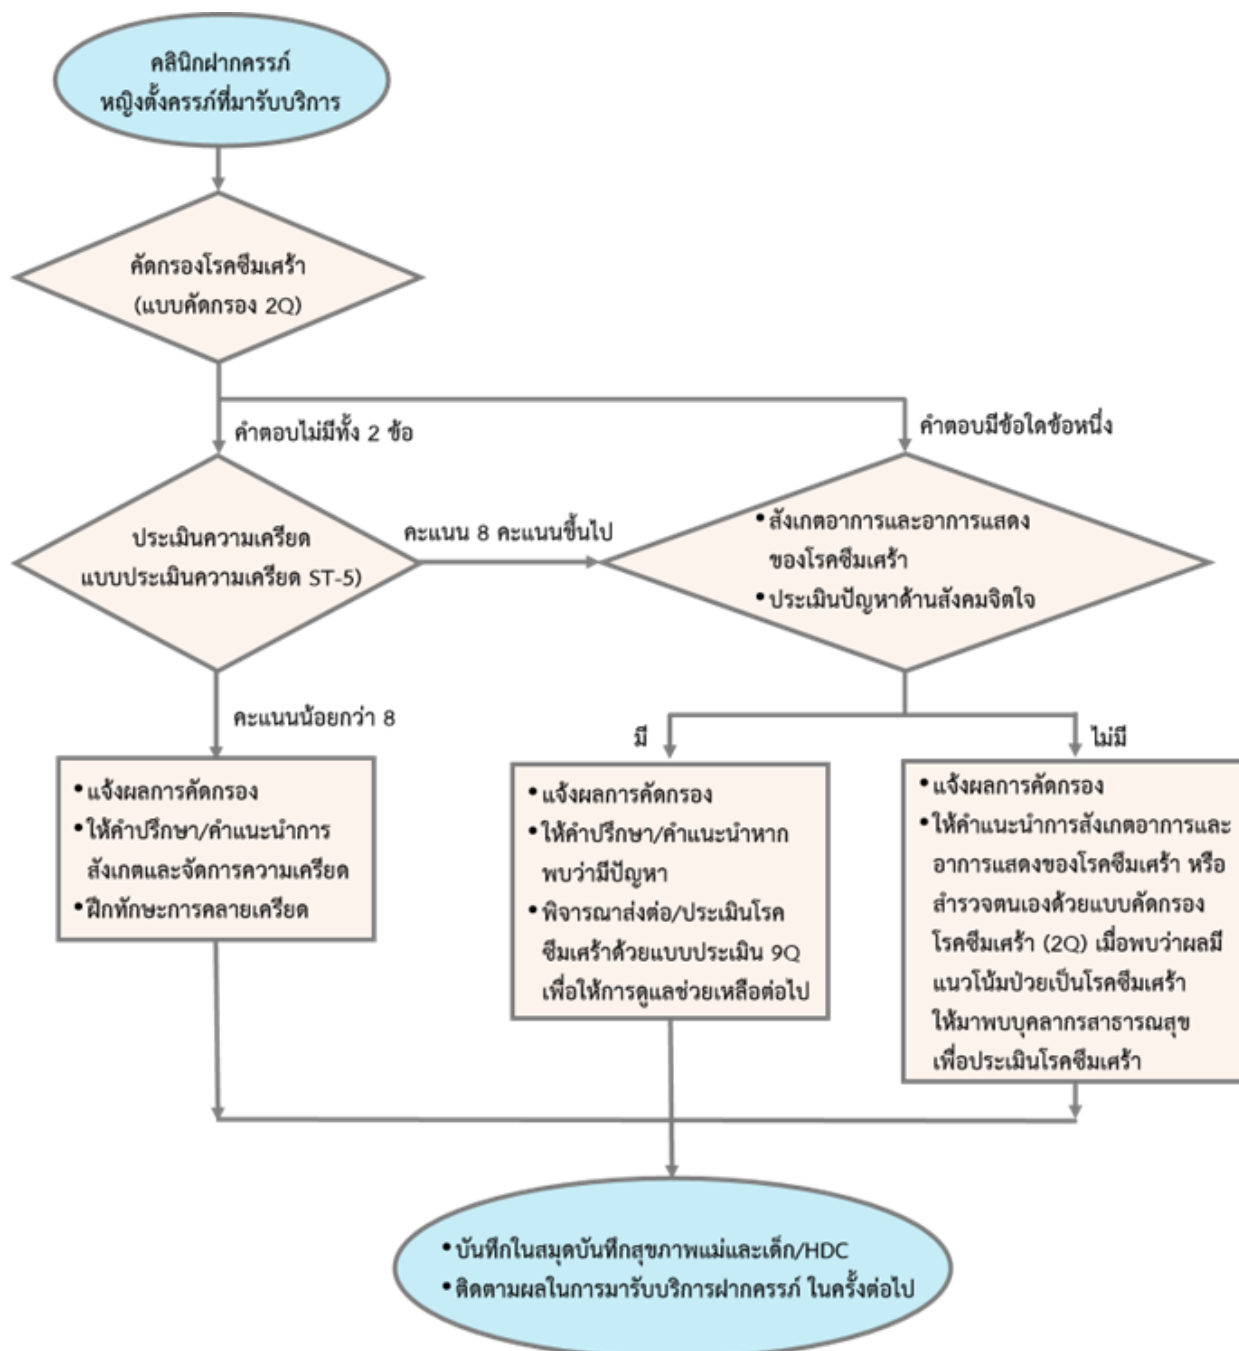 คลินิกฝากครรภ์
หญิงตั้งครรภ์ที่มารับบริการ
คัดกรองโรคซึมเศร้า
(แบบคัดกรอง 2Q)
คำตอบไม่มีทั้ง 2 ข้อ
คำตอบมีข้อใดข้อหนึ่ง
ประเมินความเครียด
แบบประเมินความเครียด ST-5)
คะแนน 8 คะแนนขึ้นไป
• สังเกตอาการและอาการแสดง
ของโรคซึมเศร้า
• ประเมินปัญหาด้านสังคมจิตใจ
คะแนนน้อยกว่า 8
มี
ไม่มี
• แจ้งผลการคัดกรอง
• ให้คำปรึกษา/คำแนะนำการ
สังเกตและจัดการความเครียด
• ฝึกทักษะการคลายเครียด
• แจ้งผลการคัดกรอง
• ให้คำปรึกษา/คำแนะนำหาก
พบว่ามีปัญหา
• พิจารณาส่งต่อ/ประเมินโรค
ซึมเศร้าด้วยแบบประเมิน 9Q
เพื่อให้การดูแลช่วยเหลือต่อไป
• แจ้งผลการคัดกรอง
• ให้คำแนะนำการสังเกตอาการและ
อาการแสดงของโรคซึมเศร้า หรือ
สำรวจตนเองด้วยแบบคัดกรอง
โรคซึมเศร้า (2Q) เมื่อพบว่าผลมี
แนวโน้มป่วยเป็นโรคซึมเศร้า
ให้มาพบบุคลากรสาธารณสุข
เพื่อประเมินโรคซึมเศร้า
• บันทึกในสมุดบันทึกสุขภาพแม่และเด็ก/HDC
• ติดตามผลในการมารับบริการฝากครรภ์ ในครั้งต่อไป